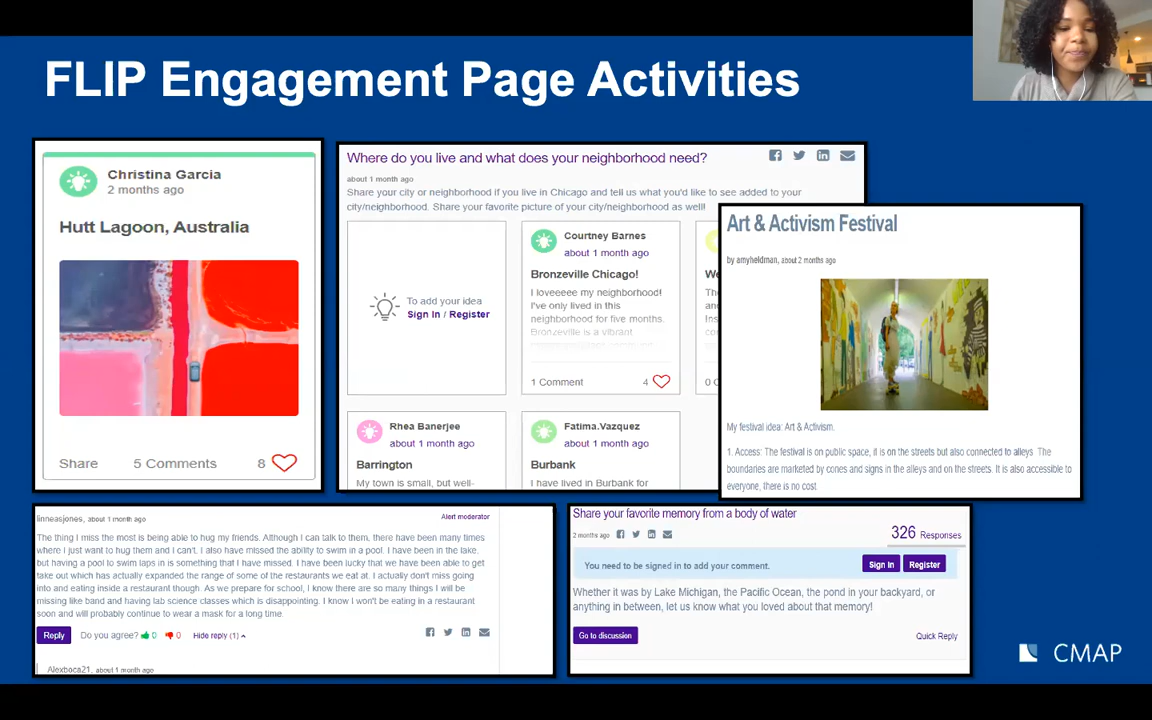 FLIP Engagement Page Activities
Christina Garcia
2 months ago
Hutt Lagoon, Australia
Share
5 Comments
8
Where do you live and what does your neighborhood need?
about 1 month ago
Share your city or neighborhood if you live in Chicago and tell us what you'd like to see added to your
city/neighborhood. Share your favorite picture of your city/neighborhood as well!
To add your idea
Sign In / Register
Courtney Barnes
about 1 month ago
Bronzeville Chicago!
I loveeeee my neighborhood!
I've only lived in this
neighborhood for five months.
Bronzeville is a vibrant
1 Comment
4
We
Th
an
Ins
co
0 C
Rhea Banerjee
about 1 month ago
Barrington
My town is small, but well-
Fatima.Vazquez
about 1 month ago
Burbank
I have lived in Burbank for
Art & Activism Festival
by amyheldman, about 2 months ago
My festival idea: Art & Activism.
1. Access: The festival is on public space, it is on the streets but also connected to alleys. The
boundaries are marketed by cones and signs in the alleys and on the streets. It is also accessible to
everyone, there is no cost.
linneasjones, about 1 month ago
Alert moderator
The thing I miss the most is being able to hug my friends. Although I can talk to them, there have been many times
where I just want to hug them and I can't. I also have missed the ability to swim in a pool. I have been in the lake,
but having a pool to swim laps in is something that I have missed. I have been lucky that we have been able to get
take out which has actually expanded the range of some of the restaurants we eat at. I actually don't miss going
into and eating inside a restaurant though. As we prepare for school, I know there are so many things I will be
missing like band and having lab science classes which is disappointing. I know I won't be eating in a restaurant
soon and will probably continue to wear a mask for a long time.
Reply
Do you agree? 0 0
Hide reply (1)
Alexboca21, about 1 month ago
Share your favorite memory from a body of water
2 months ago
326 Responses
You need to be signed in to add your comment.
Sign In
Register
Whether it was by Lake Michigan, the Pacific Ocean, the pond in your backyard, or
anything in between, let us know what you loved about that memory!
Go to discussion
Quick Reply
CMAP